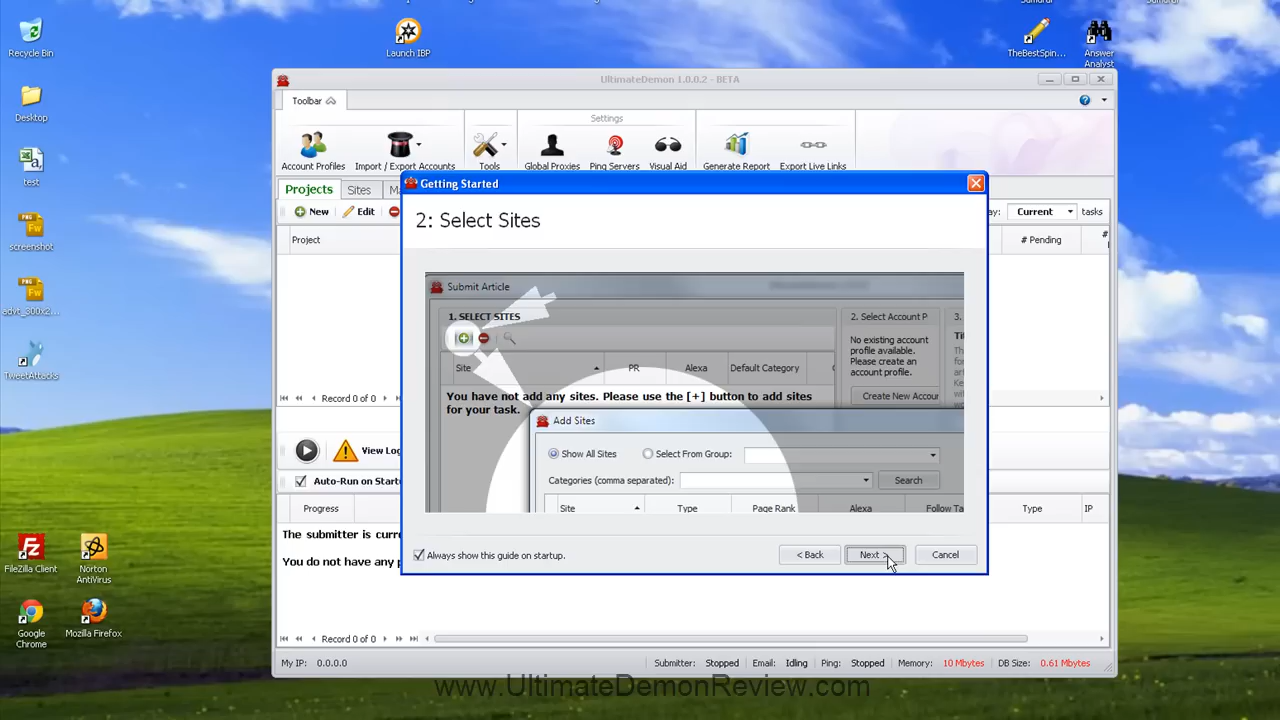 Recycle Bin
Launch IBP
TheBestSpin...
Answer
Analyst
Desktop
test
screenshot
advt_300x2...
TweetAttacks
FileZilla Client
Norton
AntiVirus
Google
Chrome
Mozilla Firefox
UltimateDemon 1.0.0.2 - BETA
Toolbar
Settings
Account Profiles
Import / Export Accounts
Tools
Global Proxies
Ping Servers
Visual Aid
Generate Report
Export Live Links
Projects
Sites
New
Edit
Current
tasks
Project
# Pending
#
Record 0 of 0
View Log
Auto-Run on Start
Progress
Type
IP
The submitter is curr
You do not have any p
Record 0 of 0
My IP: 0.0.0.0
Submitter: Stopped
Email: Idling
Ping: Stopped
Memory: 10 Mbytes
DB Size: 0.61 Mbytes
Getting Started
2: Select Sites
Submit Article
1. SELECT SITES
2. Select Account P
3.
Site
PR
Alexa
Default Category
You have not add any sites. Please use the [+] button to add sites
for your task.
No existing account
profile available.
Please create an
account profile.
Create New Accour
Add Sites
Show All Sites
Select From Group:
Categories (comma separated):
Search
Site
Type
Page Rank
Alexa
Follow Ta
Always show this guide on startup.
< Back
Next >
Cancel
www.UltimateDemonReview.com